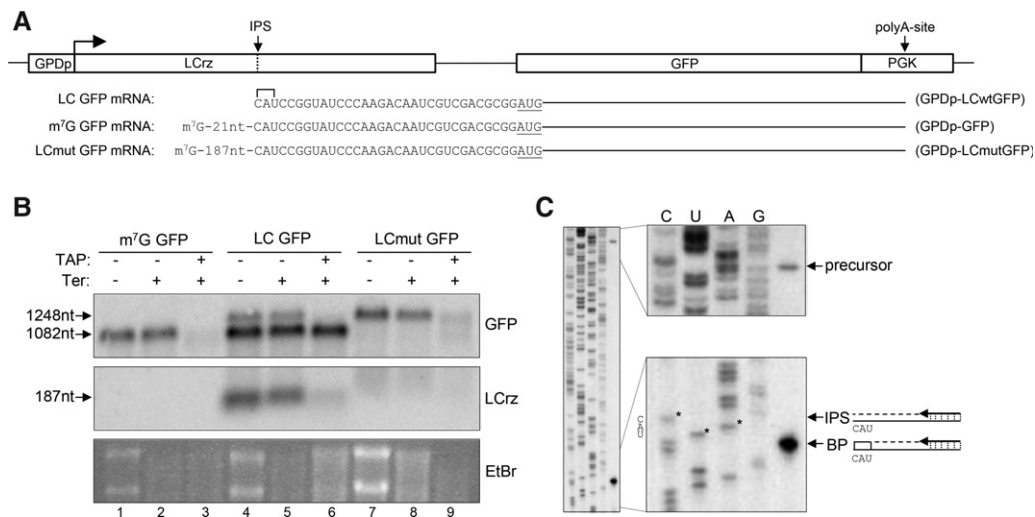 A
IPS
polyA-site
GPDp LCrz GFP PGK
LC GFP mRNA: CAUCCGGUAUCCCAAGACAAUCGUCGACGCGGAUG (GPDp-LCwtGFP)
m⁷G GFP mRNA: m⁷G-21nt-CAUCCGGUAUCCCAAGACAAUCGUCGACGCGGAUG (GPDp-GFP)
LCmut GFP mRNA: m⁷G-187nt-CAUCCGGUAUCCCAAGACAAUCGUCGACGCGGAUG (GPDp-LCmutGFP)
B
m⁷G GFP LC GFP LCmut GFP
TAP: - - + - - + - - +
Ter: - + + - + + - + +
1248nt
1082nt
GFP
187nt
LCrz
EtBr
1 2 3 4 5 6 7 8 9
C
C U A G
precursor
CAU
* * *
IPS
CAU
BP
CAU